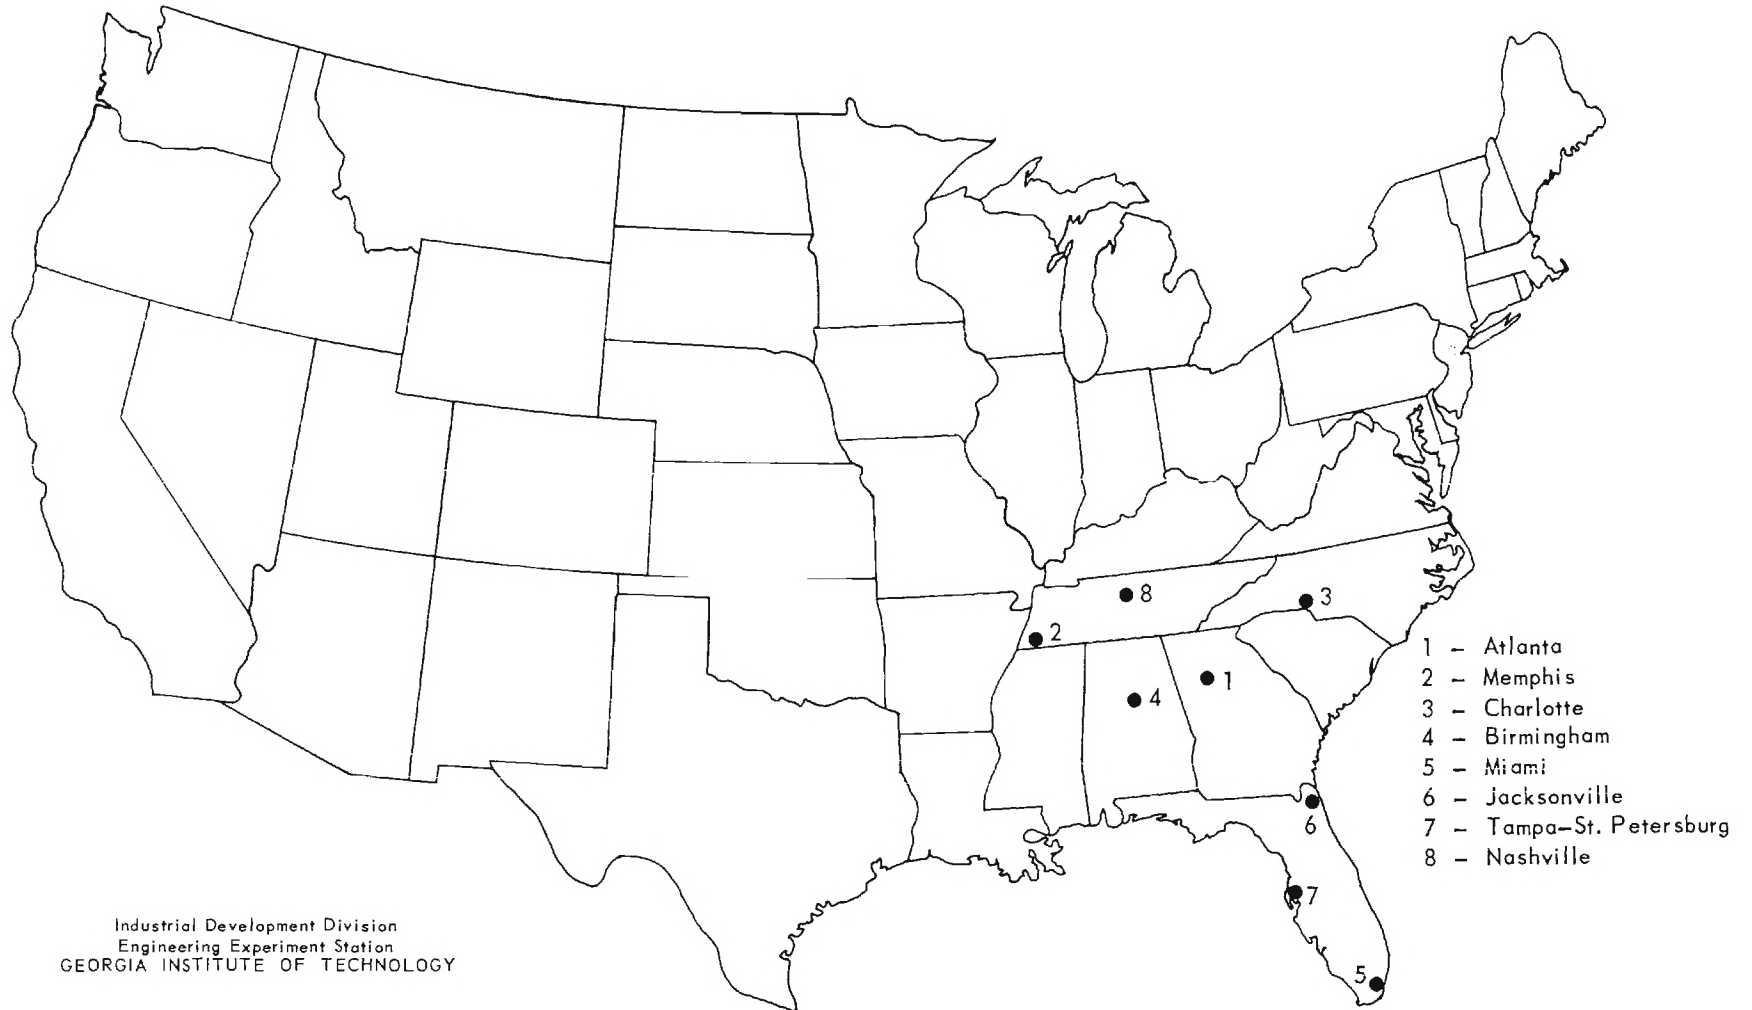 8
3
2
1
4
6
7
5
1 – Atlanta
2 – Memphis
3 – Charlotte
4 – Birmingham
5 – Miami
6 – Jacksonville
7 – Tampa–St. Petersburg
8 – Nashville
Industrial Development Division
Engineering Experiment Station
GEORGIA INSTITUTE OF TECHNOLOGY